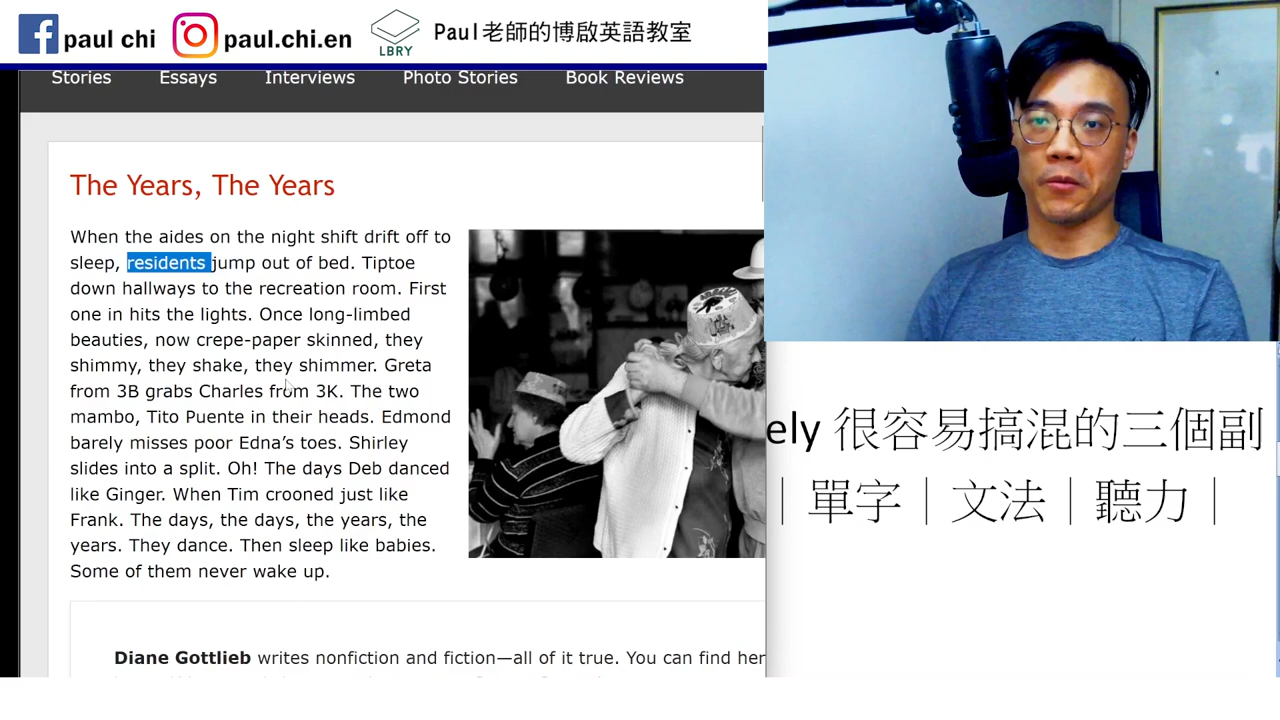 paul chi
paul.chi.en
LBRY
Paul老師的博啟英語教室
Stories Essays Interviews Photo Stories Book Reviews
The Years, The Years
When the aides on the night shift drift off to
sleep, residents jump out of bed. Tiptoe
down hallways to the recreation room. First
one in hits the lights. Once long-limbed
beauties, now crepe-paper skinned, they
shimmy, they shake, they shimmer. Greta
from 3B grabs Charles from 3K. The two
mambo, Tito Puente in their heads. Edmond
barely misses poor Edna’s toes. Shirley
slides into a split. Oh! The days Deb danced
like Ginger. When Tim crooned just like
Frank. The days, the days, the years, the
years. They dance. Then sleep like babies.
Some of them never wake up.
Diane Gottlieb writes nonfiction and fiction—all of it true. You can find her
ely 很容易搞混的三個副
｜單字｜文法｜聽力｜